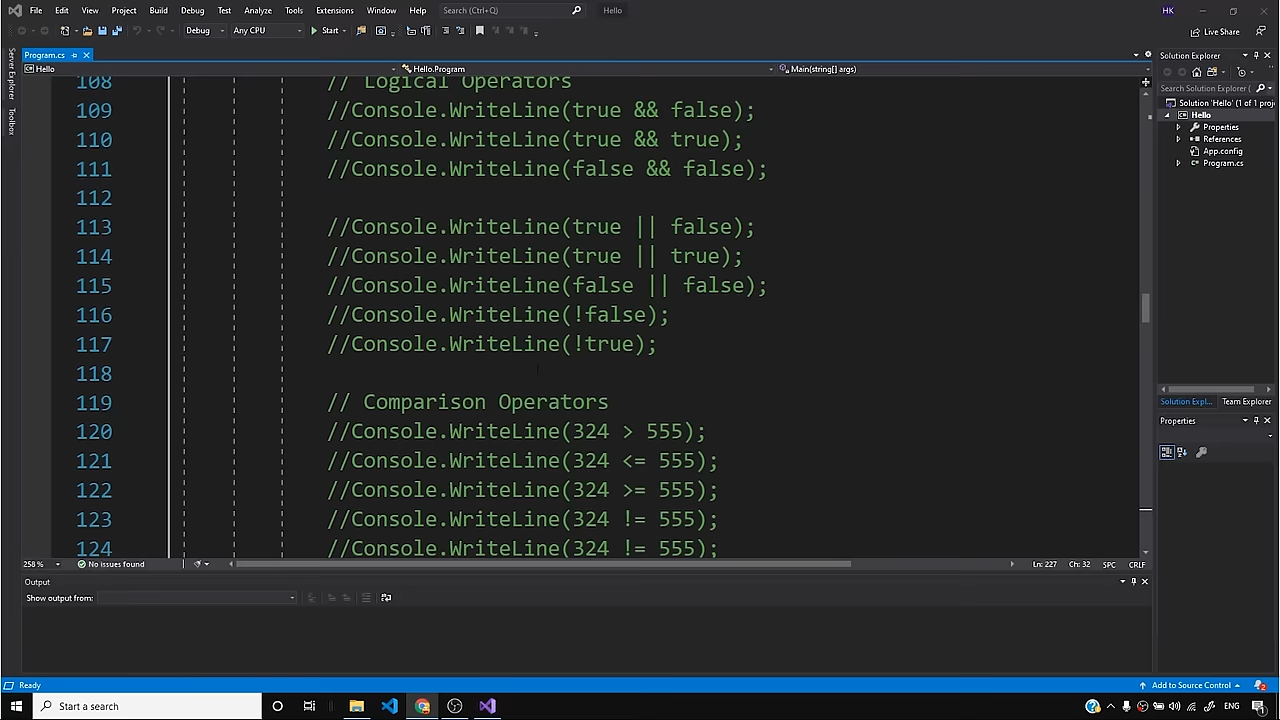 File Edit View Project Build Debug Test Analyze Tools Extensions Window Help Search (Ctrl+Q) Hello HK
Debug Any CPU Start Live Share
Program.cs
Hello Hello.Program Main(string[] args)
Server Explorer
Toolbox
108 // Logical Operators
109 //Console.WriteLine(true && false);
110 //Console.WriteLine(true && true);
111 //Console.WriteLine(false && false);
112
113 //Console.WriteLine(true || false);
114 //Console.WriteLine(true || true);
115 //Console.WriteLine(false || false);
116 //Console.WriteLine(!false);
117 //Console.WriteLine(!true);
118
119 // Comparison Operators
120 //Console.WriteLine(324 > 555);
121 //Console.WriteLine(324 <= 555);
122 //Console.WriteLine(324 >= 555);
123 //Console.WriteLine(324 != 555);
124 //Console.WriteLine(324 != 555);
258 % No issues found Ln: 227 Ch: 32 SPC CRLF
Solution Explorer
Search Solution Explorer (
Solution 'Hello' (1 of 1 proj
Hello
Properties
References
App.config
Program.cs
Solution Expl... Team Explorer
Properties
Output
Show output from:
Ready Add to Source Control 2
Start a search ENG